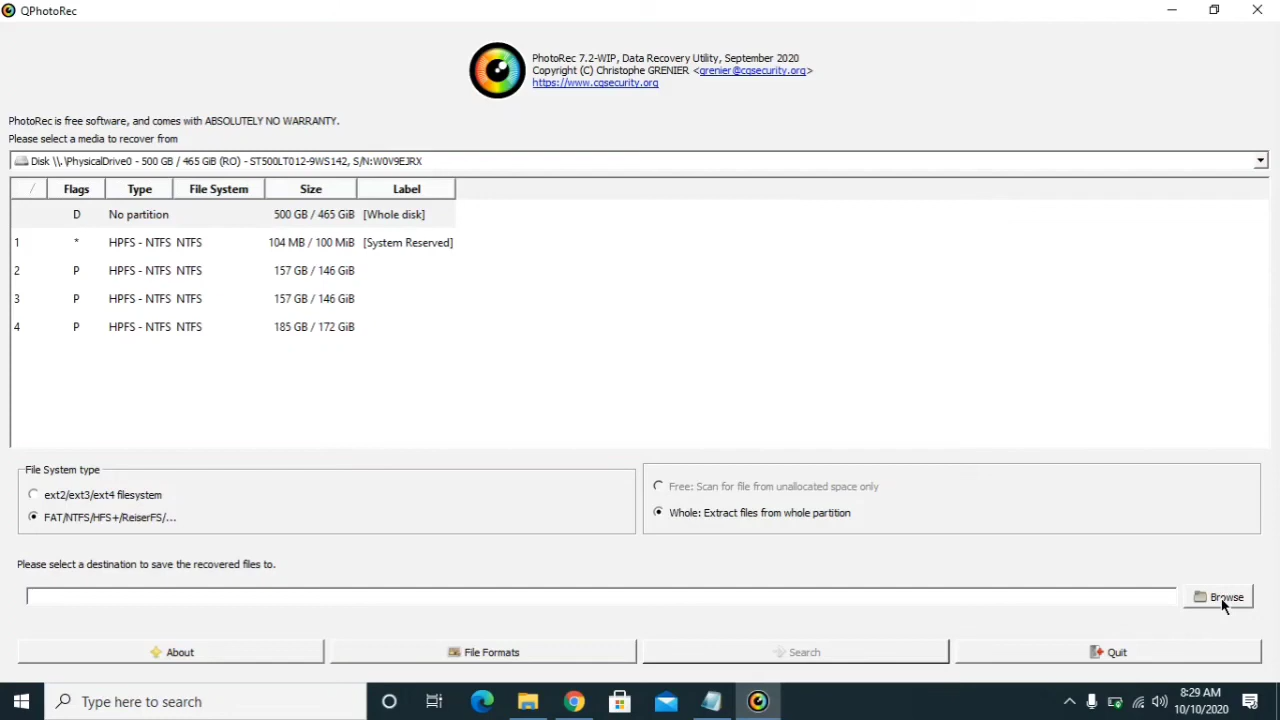 QPhotoRec
PhotoRec 7.2-WIP, Data Recovery Utility, September 2020
Copyright (C) Christophe GRENIER <grenier@cgsecurity.org>
https://www.cgsecurity.org
PhotoRec is free software, and comes with ABSOLUTELY NO WARRANTY.
Please select a media to recover from
Disk \\.\PhysicalDrive0 - 500 GB / 465 GiB (RO) - ST500LT012-9WS142, S/N:W0V9EJRX
/ Flags Type File System Size Label
D No partition 500 GB / 465 GiB [Whole disk]
1 * HPFS - NTFS NTFS 104 MB / 100 MiB [System Reserved]
2 P HPFS - NTFS NTFS 157 GB / 146 GiB
3 P HPFS - NTFS NTFS 157 GB / 146 GiB
4 P HPFS - NTFS NTFS 185 GB / 172 GiB
File System type
ext2/ext3/ext4 filesystem
FAT/NTFS/HFS+/ReiserFS/...
Free: Scan for file from unallocated space only
Whole: Extract files from whole partition
Please select a destination to save the recovered files to.
Browse
About File Formats Search Quit
Type here to search
8:29 AM
10/10/2020